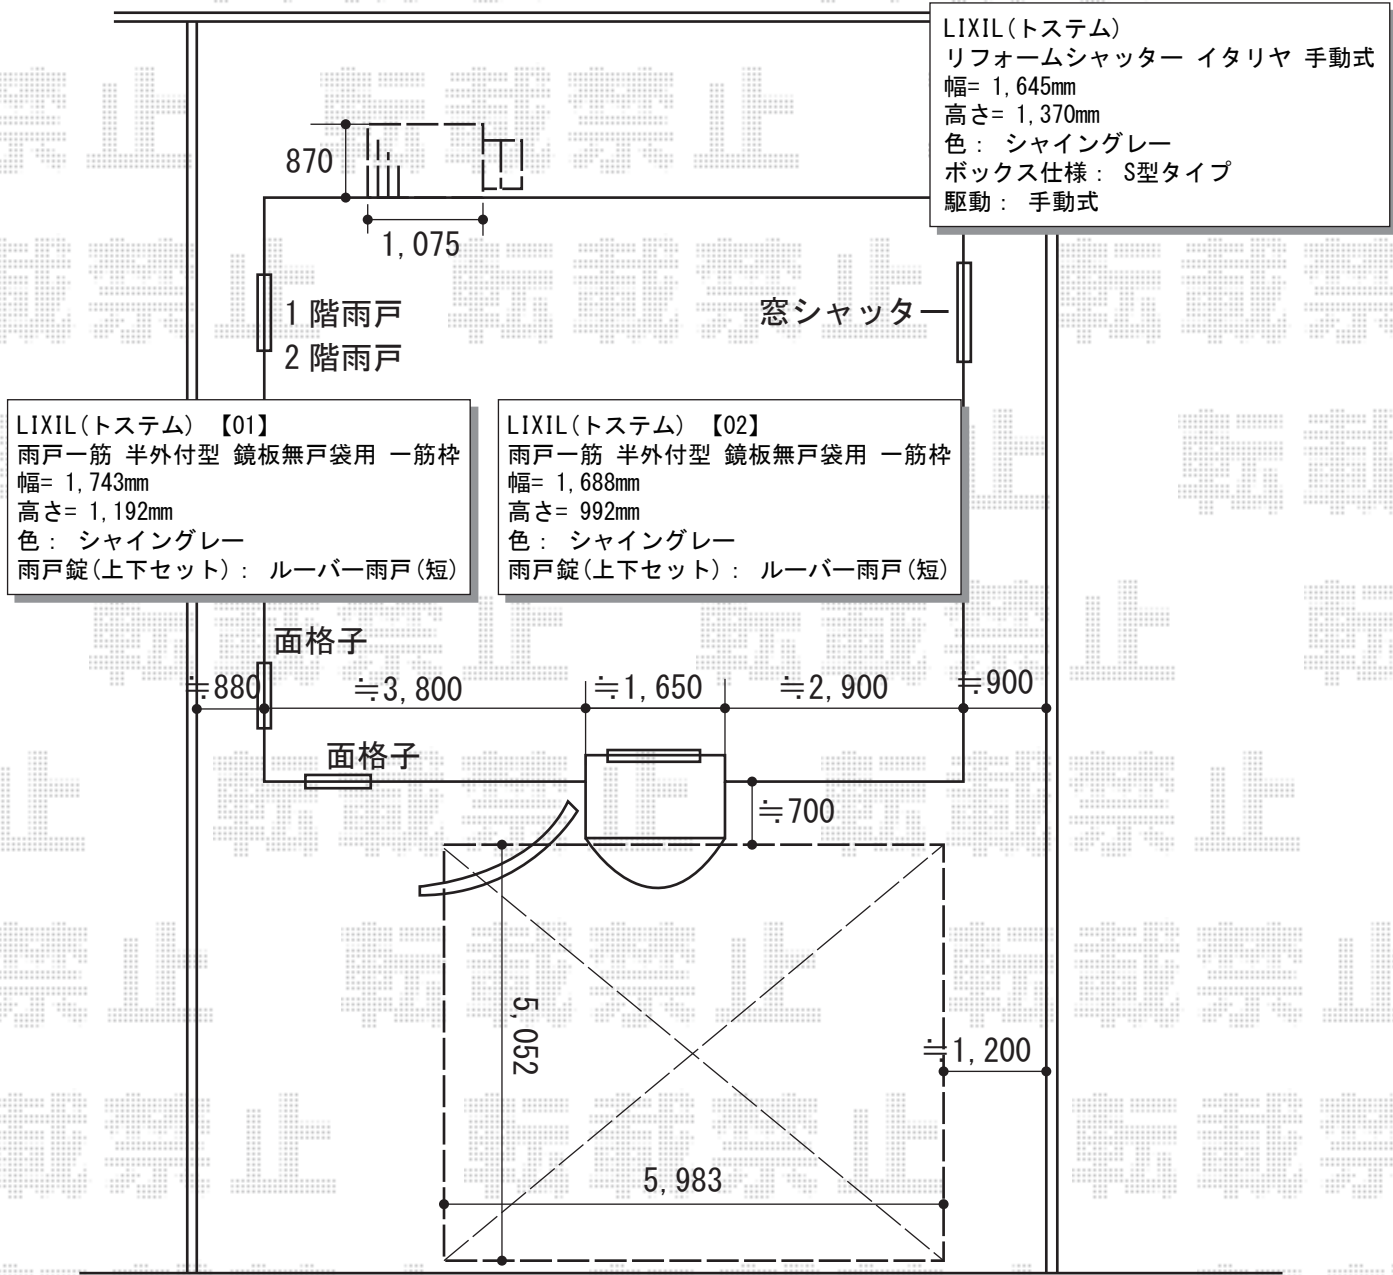 LIXIL(トステム)
リフォームシャッター イタリヤ 手動式
幅= 1,645mm
高さ= 1,370mm
色： シャイングレー
ボックス仕様： S型タイプ
駆動： 手動式
870
1,075
1階雨戸
2階雨戸
窓シャッター
LIXIL(トステム) 【01】
雨戸一筋 半外付型 鏡板無戸袋用 一筋枠
幅= 1,743mm
高さ= 1,192mm
色： シャイングレー
雨戸錠(上下セット)： ルーバー雨戸(短)
LIXIL(トステム) 【02】
雨戸一筋 半外付型 鏡板無戸袋用 一筋枠
幅= 1,688mm
高さ= 992mm
色： シャイングレー
雨戸錠(上下セット)： ルーバー雨戸(短)
面格子
≒880
≒3,800
≒1,650
≒2,900
≒900
面格子
≒700
5,052
≒1,200
5,983
転載禁止